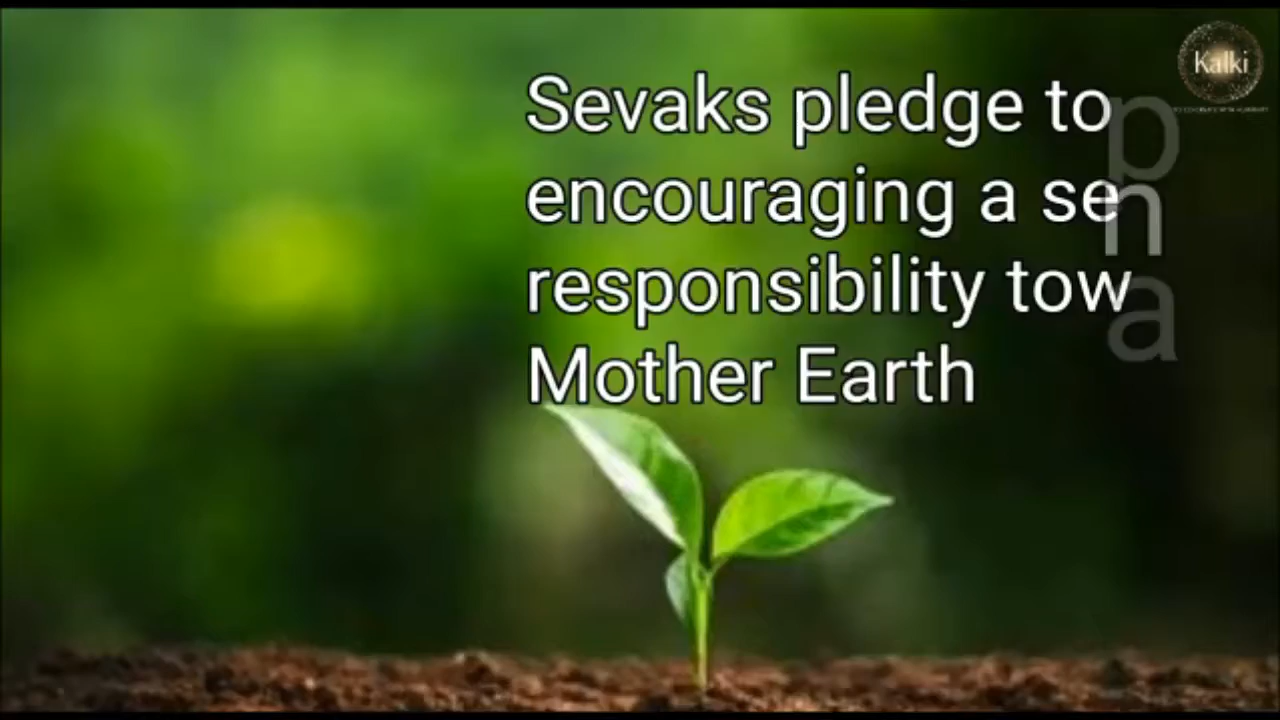 Kalki
Sevaks pledge to p
encouraging a se n
responsibility tow a
Mother Earth